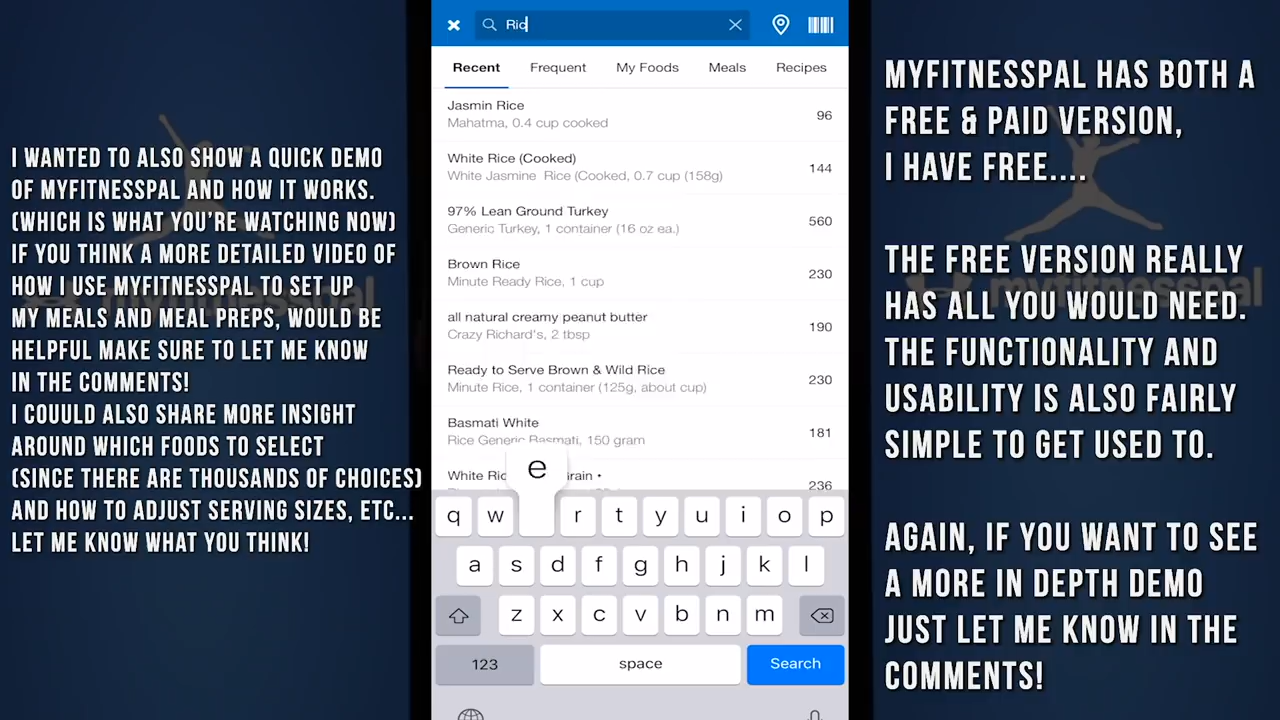 I WANTED TO ALSO SHOW A QUICK DEMO
OF MYFITNESSPAL AND HOW IT WORKS.
(WHICH IS WHAT YOU'RE WATCHING NOW)
IF YOU THINK A MORE DETAILED VIDEO OF
HOW I USE MYFITNESSPAL TO SET UP
MY MEALS AND MEAL PREPS, WOULD BE
HELPFUL MAKE SURE TO LET ME KNOW
IN THE COMMENTS!
I COUULD ALSO SHARE MORE INSIGHT
AROUND WHICH FOODS TO SELECT
(SINCE THERE ARE THOUSANDS OF CHOICES)
AND HOW TO ADJUST SERVING SIZES, ETC...
LET ME KNOW WHAT YOU THINK!
Ric
Recent Frequent My Foods Meals Recipes
Jasmin Rice
Mahatma, 0.4 cup cooked
96
White Rice (Cooked)
White Jasmine Rice (Cooked, 0.7 cup (158g)
144
97% Lean Ground Turkey
Generic Turkey, 1 container (16 oz ea.)
560
Brown Rice
Minute Ready Rice, 1 cup
230
all natural creamy peanut butter
Crazy Richard's, 2 tbsp
190
Ready to Serve Brown & Wild Rice
Minute Rice, 1 container (125g, about cup)
230
Basmati White
Rice Generic Basmati, 150 gram
181
White
236
e
q w r t y u i o p
a s d f g h j k l
z x c v b n m
123 space Search
MYFITNESSPAL HAS BOTH A
FREE & PAID VERSION,
I HAVE FREE....
THE FREE VERSION REALLY
HAS ALL YOU WOULD NEED.
THE FUNCTIONALITY AND
USABILITY IS ALSO FAIRLY
SIMPLE TO GET USED TO.
AGAIN, IF YOU WANT TO SEE
A MORE IN DEPTH DEMO
JUST LET ME KNOW IN THE
COMMENTS!
myfitnesspal